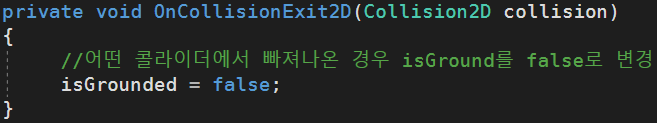 private void OnCollisionExit2D(Collision2D collision)
{
//어떤 콜라이더에서 빠져나온 경우 isGround를 false로 변경
isGrounded = false;
}